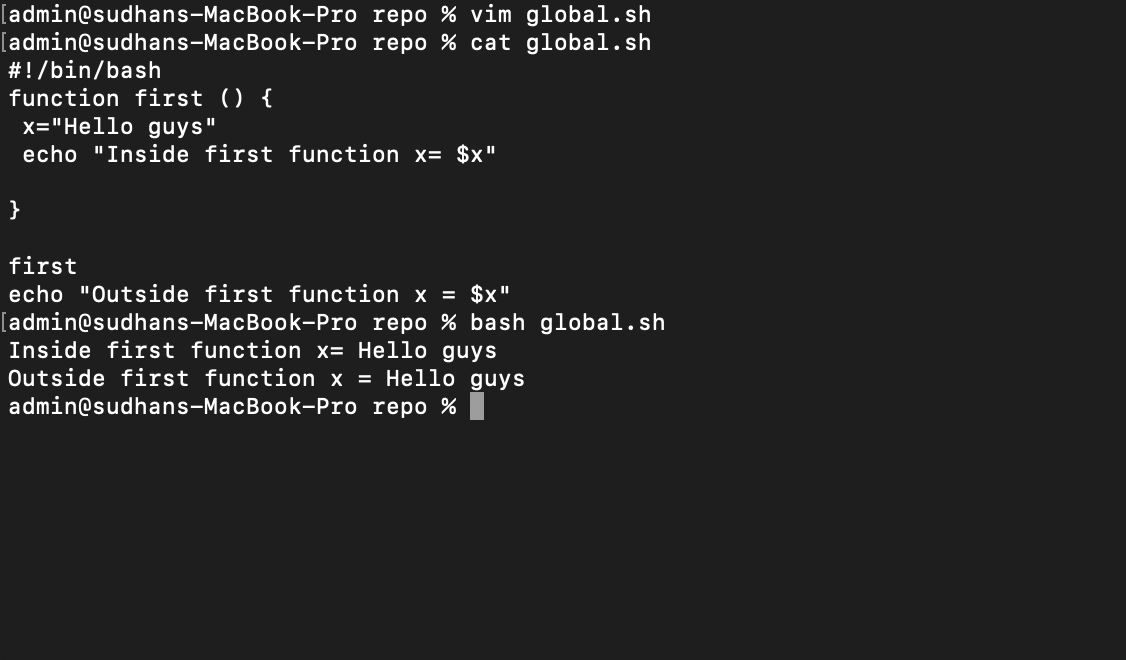 [admin@sudhans-MacBook-Pro repo % vim global.sh
[admin@sudhans-MacBook-Pro repo % cat global.sh
#!/bin/bash
function first () {
 x="Hello guys"
 echo "Inside first function x= $x"

}

first
echo "Outside first function x = $x"
[admin@sudhans-MacBook-Pro repo % bash global.sh
Inside first function x= Hello guys
Outside first function x = Hello guys
admin@sudhans-MacBook-Pro repo %